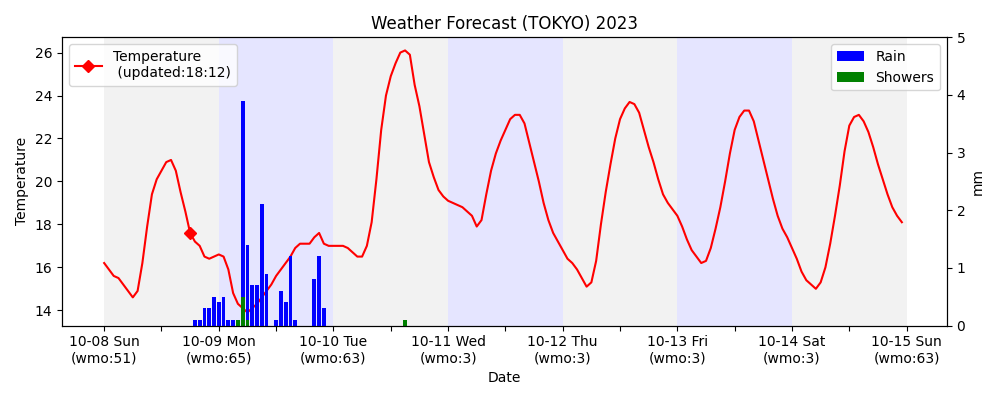 Weather Forecast (TOKYO) 2023
Temperature
(updated:18:12)
Rain
Showers
26
24
22
20
18
16
14
Temperature
5
4
3
2
1
0
mm
10-08 Sun
(wmo:51)
10-09 Mon
(wmo:65)
10-10 Tue
(wmo:63)
10-11 Wed
(wmo:3)
10-12 Thu
(wmo:3)
10-13 Fri
(wmo:3)
10-14 Sat
(wmo:3)
10-15 Sun
(wmo:63)
Date